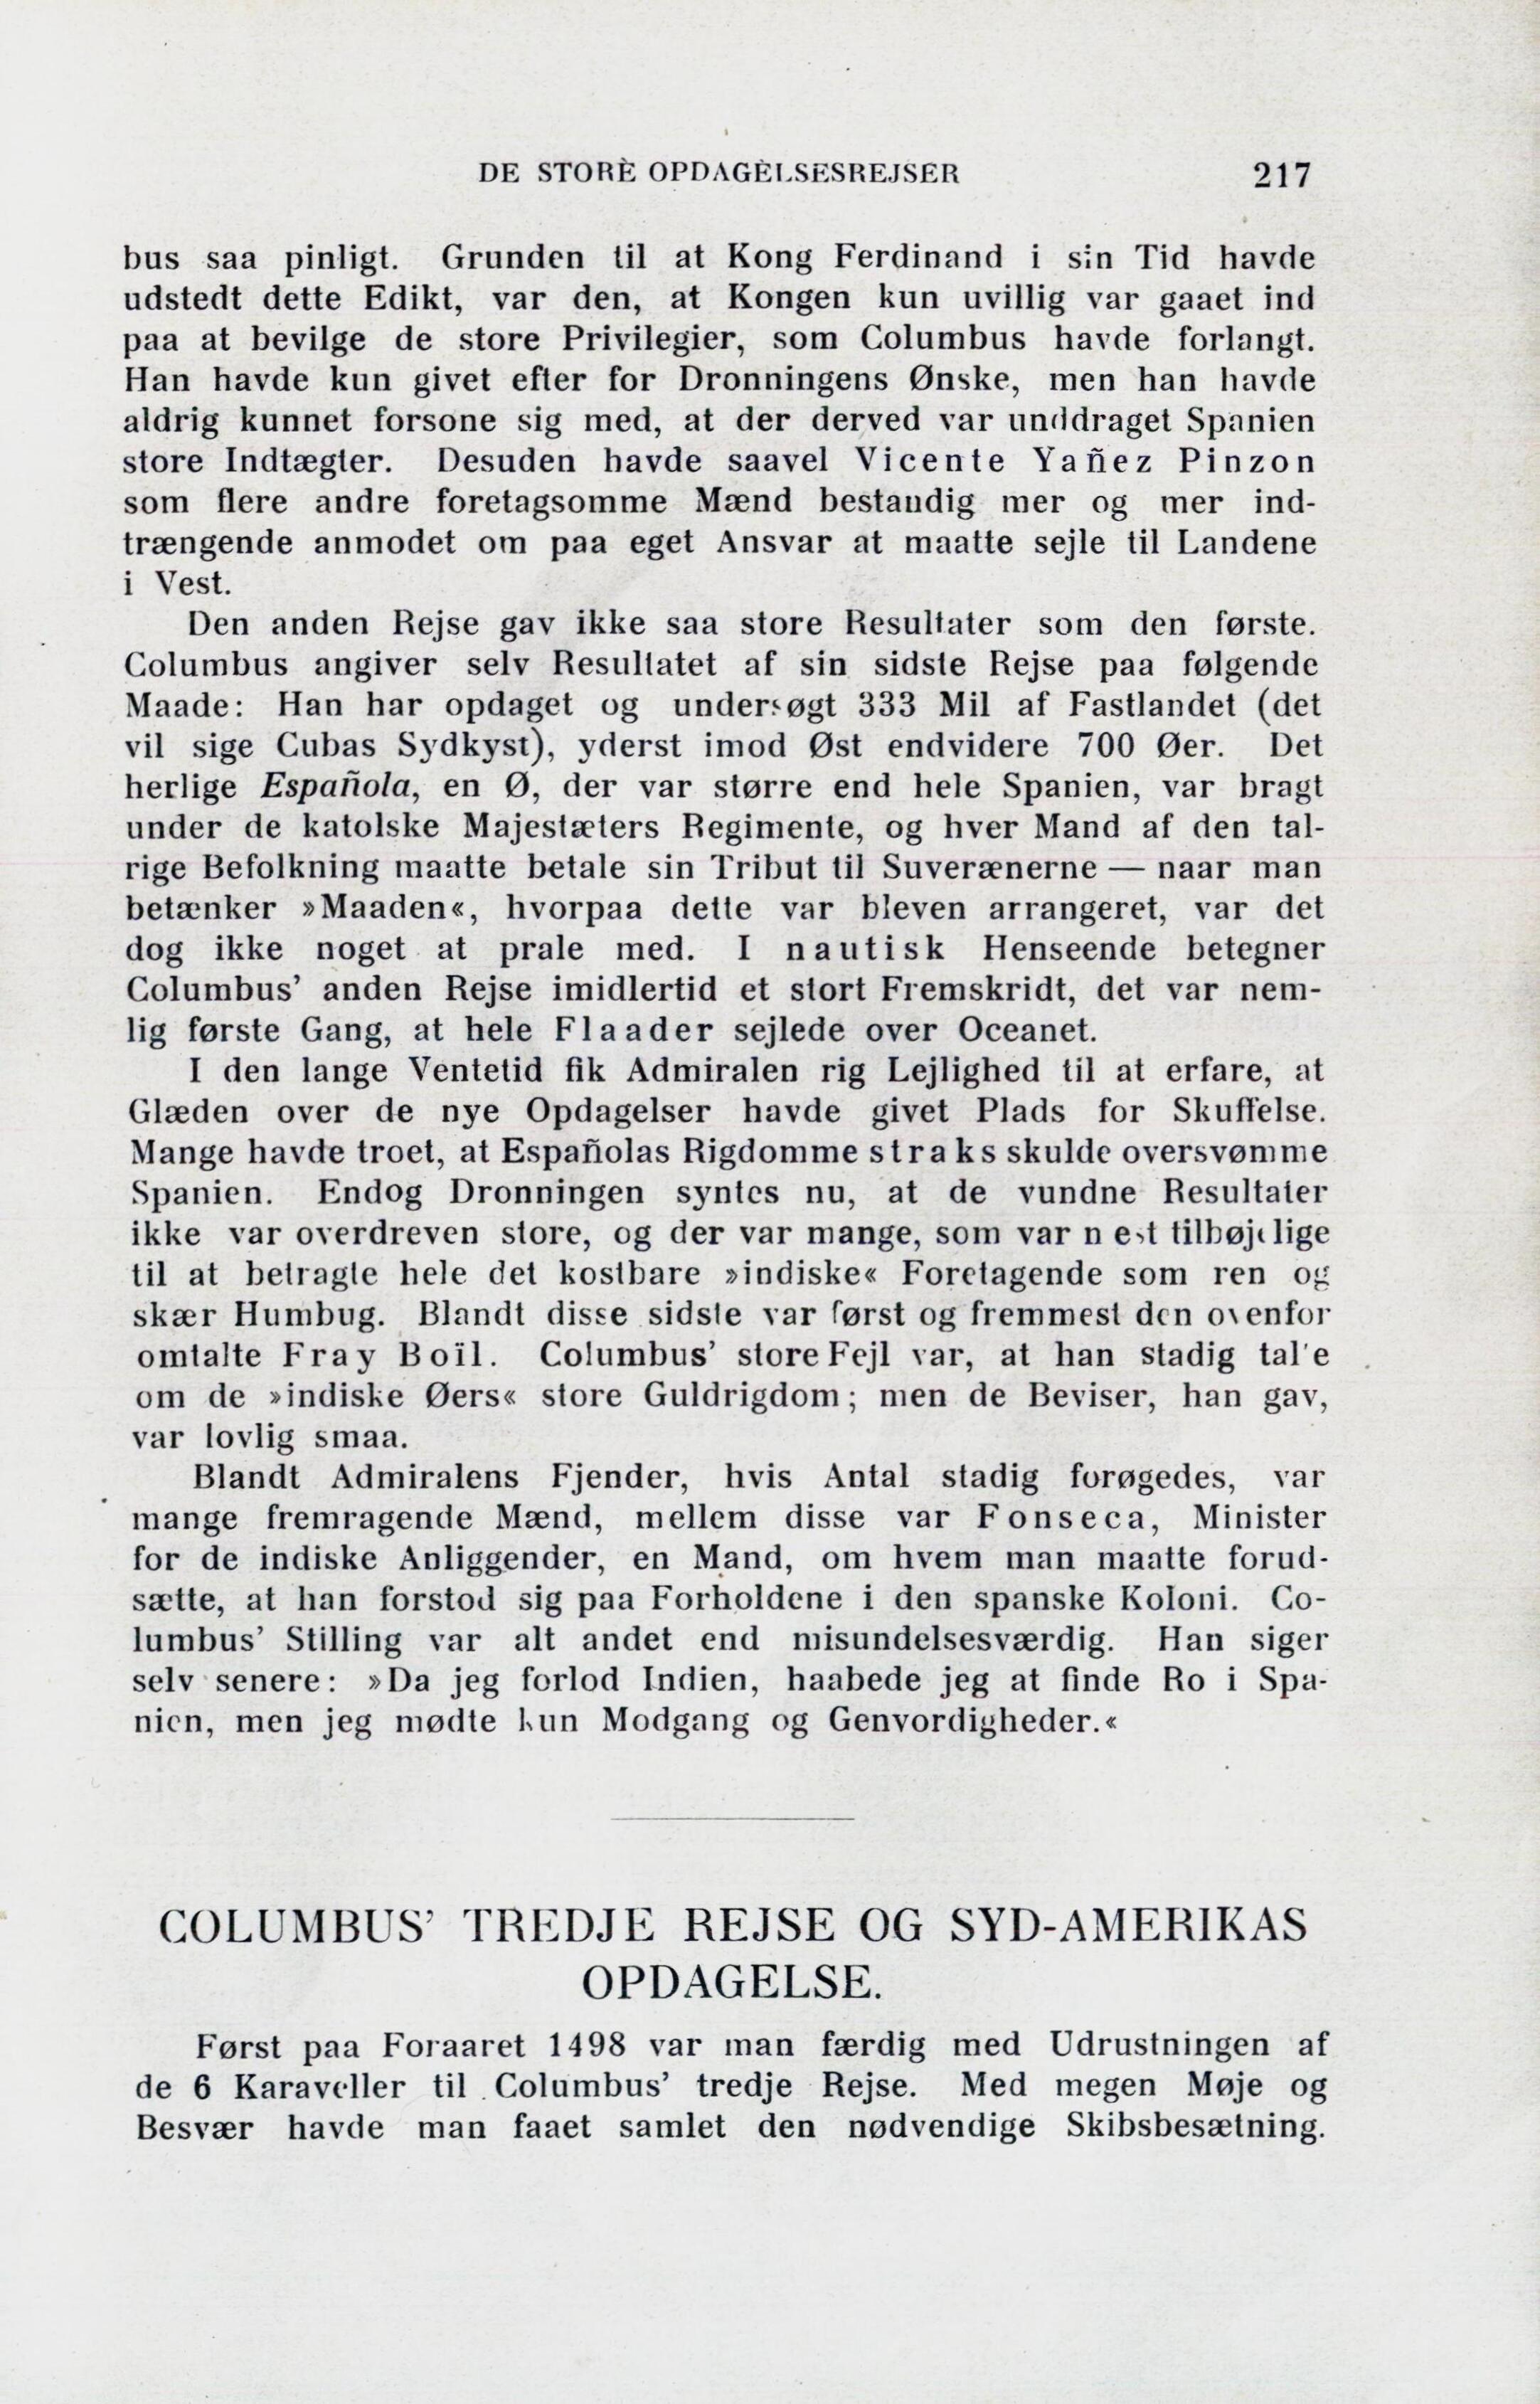 DE STORE OPDAGELSESREJSER 217
bus saa pinligt. Grunden til at Kong Ferdinand i sin Tid havde
udstedt dette Edikt, var den, at Kongen kun uvillig var gaaet ind
paa at bevilge de store Privilegier, som Columbus havde forlangt.
Han havde kun givet efter for Dronningens Ønske, men han havde
aldrig kunnet forsone sig med, at der derved var unddraget Spanien
store Indtægter. Desuden havde saavel Vicente Yañez Pinzon
som flere andre foretagsomme Mænd bestandig mer og mer ind-
trængende anmodet om paa eget Ansvar at maatte sejle til Landene
i Vest.
Den anden Rejse gav ikke saa store Resultater som den første.
Columbus angiver selv Resultatet af sin sidste Rejse paa følgende
Maade: Han har opdaget og undersøgt 333 Mil af Fastlandet (det
vil sige Cubas Sydkyst), yderst imod Øst endvidere 700 Øer. Det
herlige Española, en Ø, der var større end hele Spanien, var bragt
under de katolske Majestæters Regimente, og hver Mand af den tal-
rige Befolkning maatte betale sin Tribut til Suverænerne — naar man
betænker »Maaden«, hvorpaa dette var bleven arrangeret, var det
dog ikke noget at prale med. I nautisk Henseende betegner
Columbus’ anden Rejse imidlertid et stort Fremskridt, det var nem-
lig første Gang, at hele Flaader sejlede over Oceanet.
I den lange Ventetid fik Admiralen rig Lejlighed til at erfare, at
Glæden over de nye Opdagelser havde givet Plads for Skuffelse.
Mange havde troet, at Españolas Rigdomme straks skulde oversvømme
Spanien. Endog Dronningen syntes nu, at de vundne Resultater
ikke var overdreven store, og der var mange, som var mest tilbøjelige
til at betragte hele det kostbare »indiske« Foretagende som ren og
skær Humbug. Blandt disse sidste var først og fremmest den ovenfor
omtalte Fray Boïl. Columbus’ store Fejl var, at han stadig talte
om de »indiske Øers« store Guldrigdom; men de Beviser, han gav,
var lovlig smaa.
Blandt Admiralens Fjender, hvis Antal stadig forøgedes, var
mange fremragende Mænd, mellem disse var Fonseca, Minister
for de indiske Anliggender, en Mand, om hvem man maatte forud-
sætte, at han forstod sig paa Forholdene i den spanske Koloni. Co-
lumbus’ Stilling var alt andet end misundelsesværdig. Han siger
selv senere: »Da jeg forlod Indien, haabede jeg at finde Ro i Spa-
nien, men jeg mødte kun Modgang og Genvordigheder.«
COLUMBUS’ TREDJE REJSE OG SYD-AMERIKAS
OPDAGELSE.
Først paa Foraaret 1498 var man færdig med Udrustningen af
de 6 Karaveller til Columbus’ tredje Rejse. Med megen Møje og
Besvær havde man faaet samlet den nødvendige Skibsbesætning.